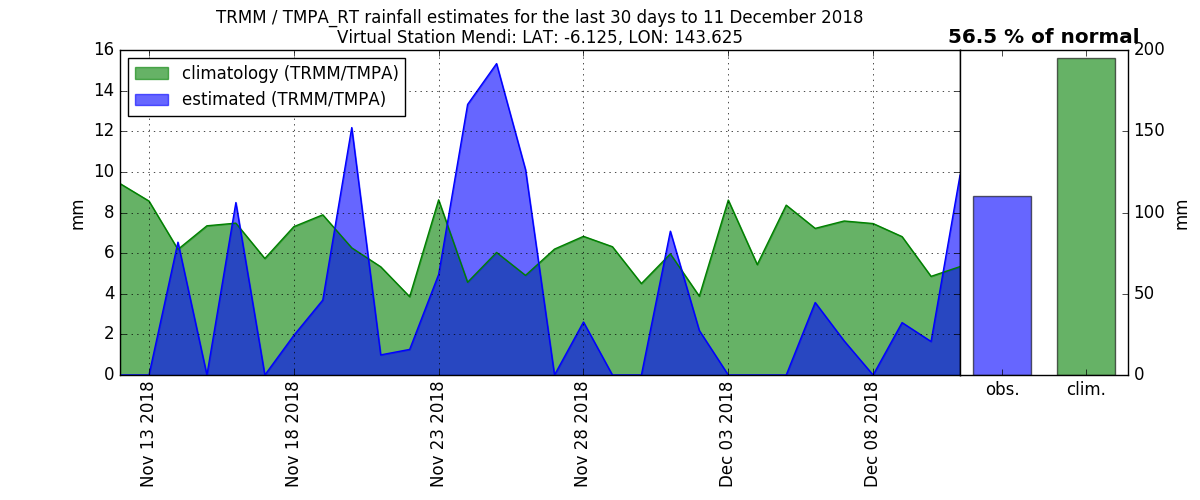 TRMM / TMPA_RT rainfall estimates for the last 30 days to 11 December 2018
Virtual Station Mendi: LAT: -6.125, LON: 143.625
56.5 % of normal
climatology (TRMM/TMPA)
estimated (TRMM/TMPA)
mm
16
14
12
10
8
6
4
2
0
Nov 13 2018
Nov 18 2018
Nov 23 2018
Nov 28 2018
Dec 03 2018
Dec 08 2018
obs.
clim.
200
150
100
50
0
mm